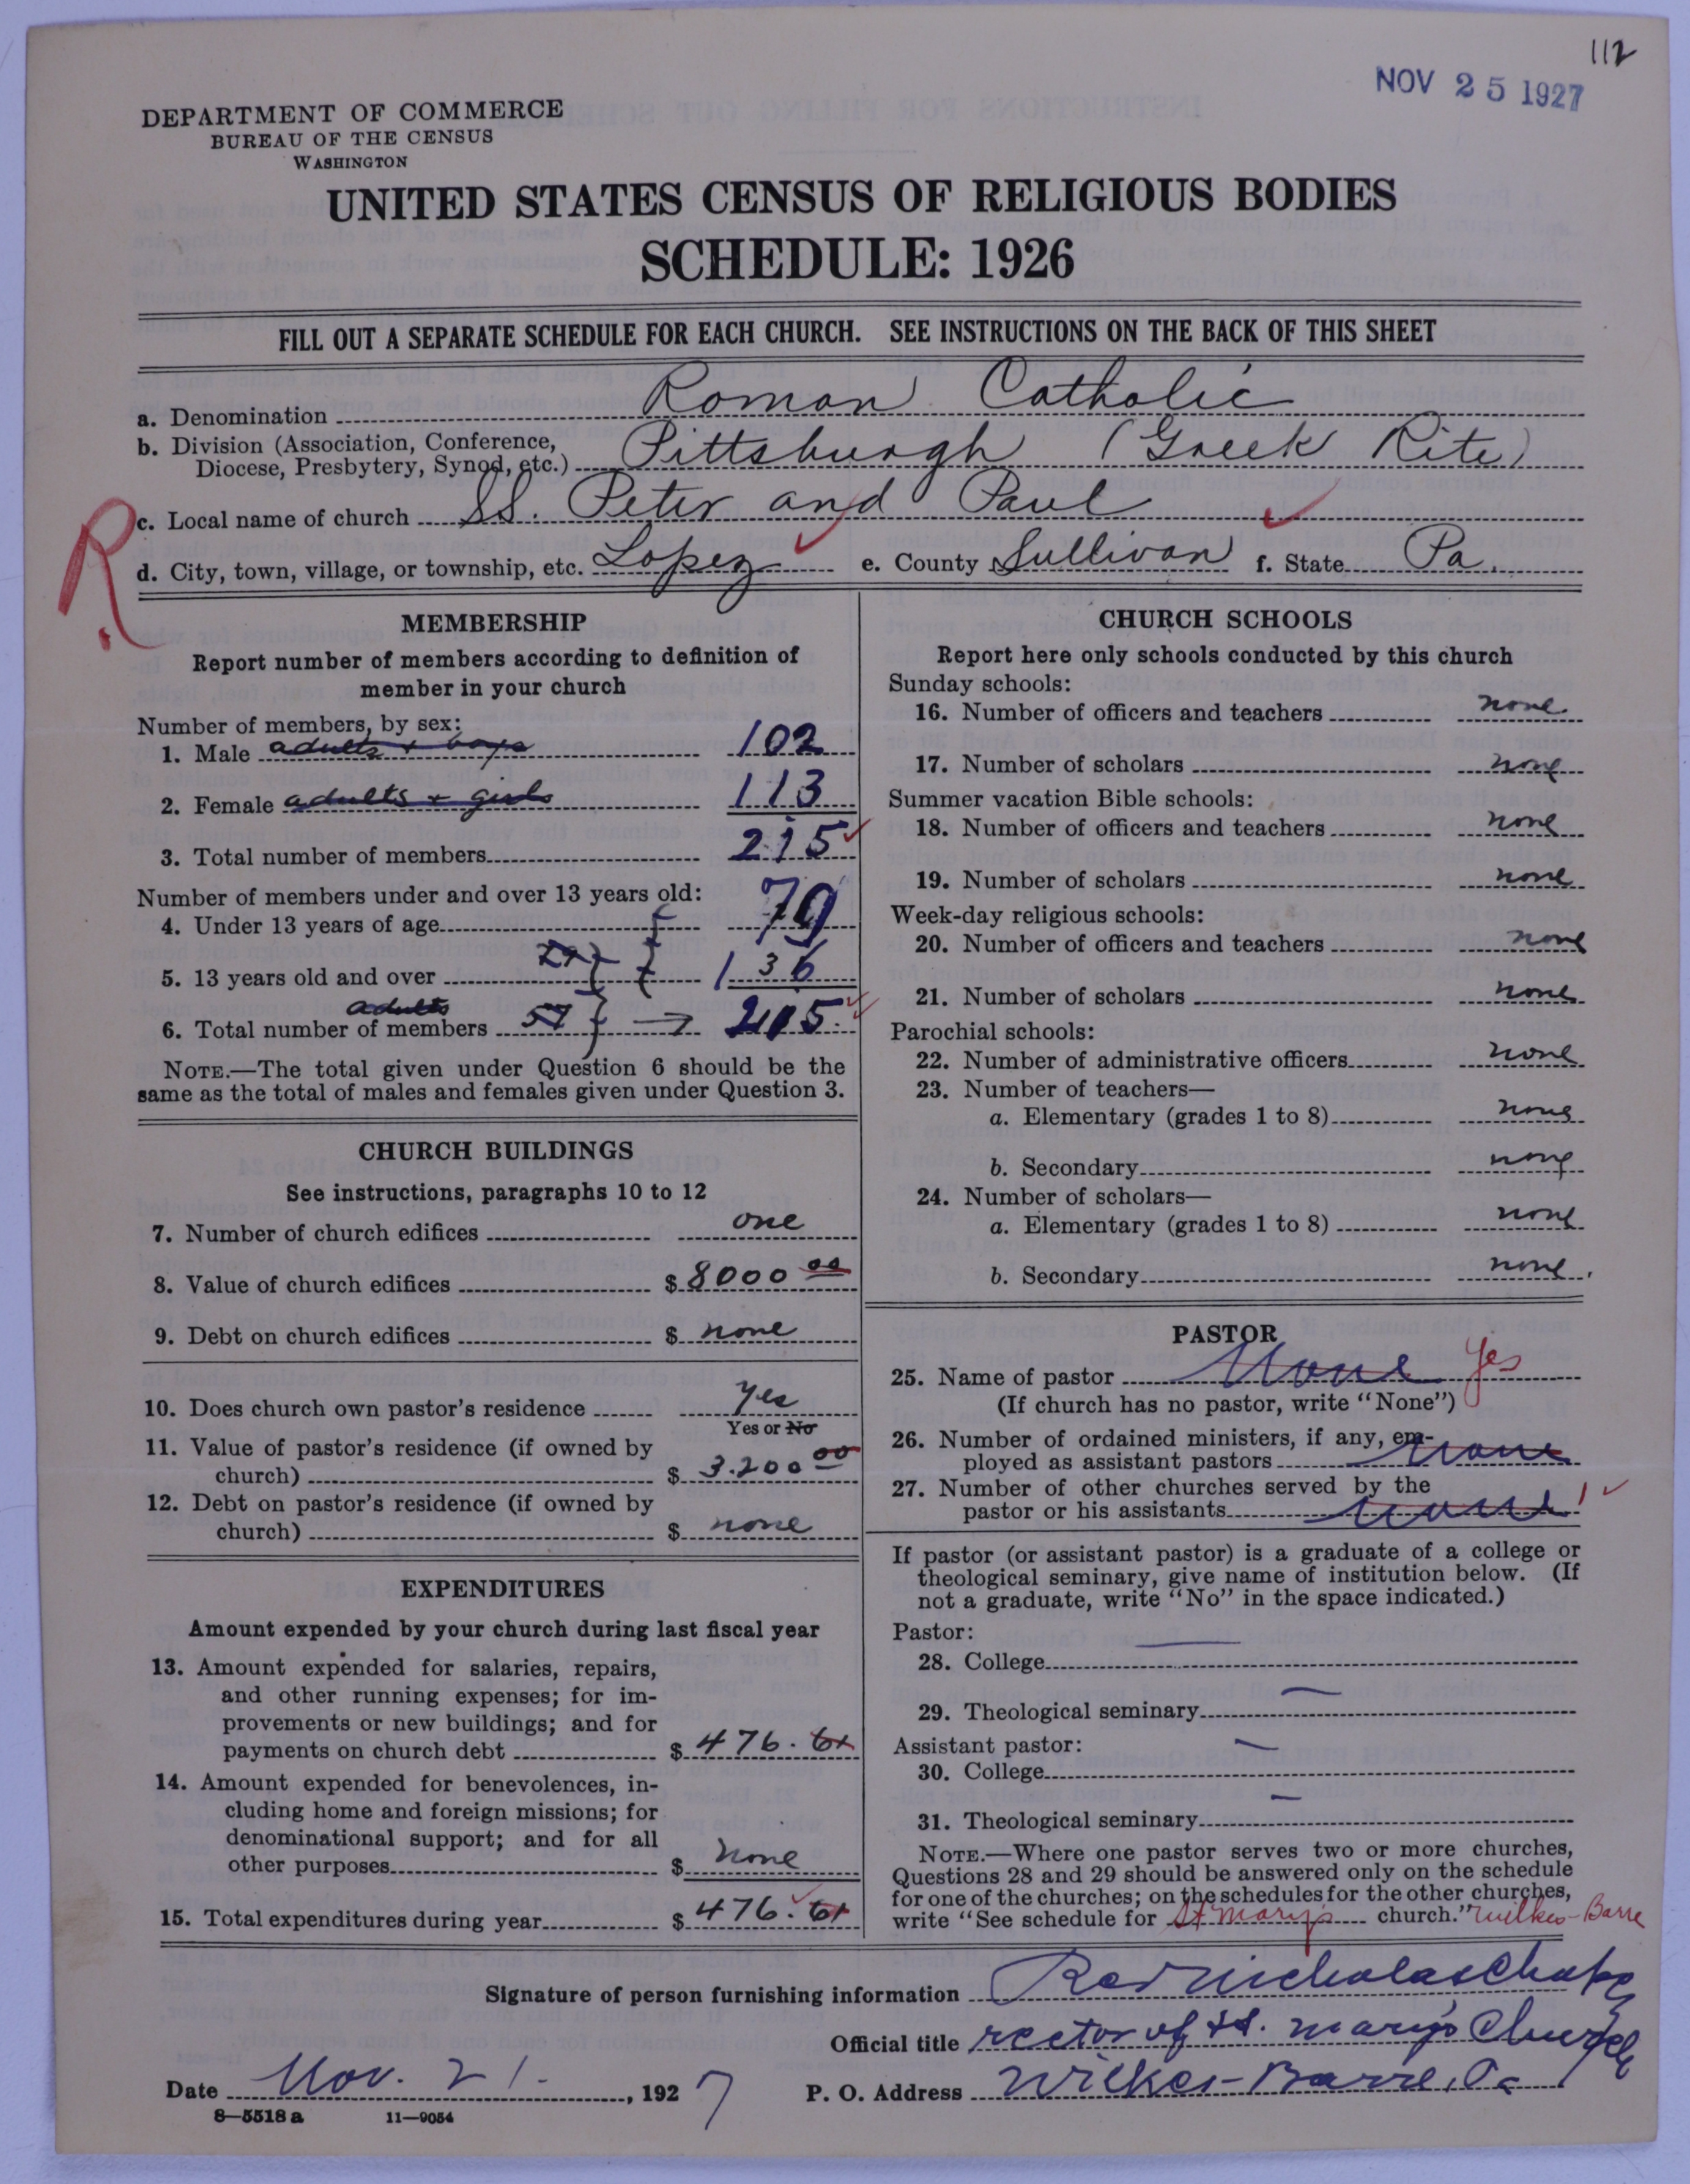 112
NOV 25 1927
DEPARTMENT OF COMMERCE
BUREAU OF THE CENSUS
WASHINGTON
UNITED STATES CENSUS OF RELIGIOUS BODIES
SCHEDULE: 1926
FILL OUT A SEPARATE SCHEDULE FOR EACH CHURCH. SEE INSTRUCTIONS ON THE BACK OF THIS SHEET
a. Denomination Roman Catholic
b. Division (Association, Conference,
Diocese, Presbytery, Synod, etc.) Pittsburgh (Greek Rite)
R. c. Local name of church SS. Peter and Paul
d. City, town, village, or township, etc. Lopez e. County Sullivan f. State Pa.
MEMBERSHIP
Report number of members according to definition of
member in your church
Number of members, by sex:
1. Male adults + boys 102
2. Female adults + girls 113
3. Total number of members 215
Number of members under and over 13 years old:
4. Under 13 years of age 79
5. 13 years old and over 136
adults
6. Total number of members 57 → 215
NOTE.—The total given under Question 6 should be the
same as the total of males and females given under Question 3.
CHURCH BUILDINGS
See instructions, paragraphs 10 to 12
7. Number of church edifices one
8. Value of church edifices $ 8000 00
9. Debt on church edifices $ none
10. Does church own pastor's residence yes
Yes or No
11. Value of pastor's residence (if owned by
church) $ 3.200 00
12. Debt on pastor's residence (if owned by
church) $ none
EXPENDITURES
Amount expended by your church during last fiscal year
13. Amount expended for salaries, repairs,
and other running expenses; for im-
provements or new buildings; and for
payments on church debt $ 476.61
14. Amount expended for benevolences, in-
cluding home and foreign missions; for
denominational support; and for all
other purposes $ none
15. Total expenditures during year $ 476.61
CHURCH SCHOOLS
Report here only schools conducted by this church
Sunday schools:
16. Number of officers and teachers none
17. Number of scholars none
Summer vacation Bible schools:
18. Number of officers and teachers none
19. Number of scholars none
Week-day religious schools:
20. Number of officers and teachers none
21. Number of scholars none
Parochial schools:
22. Number of administrative officers none
23. Number of teachers—
a. Elementary (grades 1 to 8) none
b. Secondary none
24. Number of scholars—
a. Elementary (grades 1 to 8) none
b. Secondary none.
PASTOR
25. Name of pastor None yes
(If church has no pastor, write "None")
26. Number of ordained ministers, if any, em-
ployed as assistant pastors None
27. Number of other churches served by the
pastor or his assistants None 1
If pastor (or assistant pastor) is a graduate of a college or
theological seminary, give name of institution below. (If
not a graduate, write "No" in the space indicated.)
Pastor:
28. College
29. Theological seminary
Assistant pastor:
30. College
31. Theological seminary
NOTE.—Where one pastor serves two or more churches,
Questions 28 and 29 should be answered only on the schedule
for one of the churches; on the schedules for the other churches,
write "See schedule for St Mary's church." Wilkes-Barre
Signature of person furnishing information Rev Nicholas
Official title rector of St. Mary's Church
Date Nov. 21. , 1927 P. O. Address Wilkes-Barre, Pa
8—5518 a 11—9054